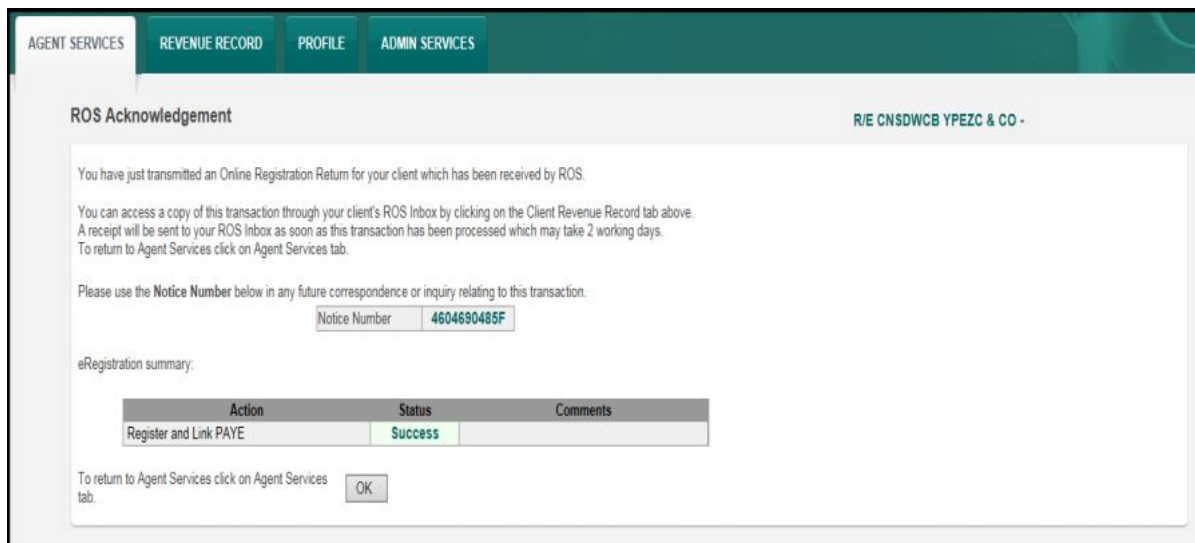 AGENT SERVICES REVENUE RECORD PROFILE ADMIN SERVICES
ROS Acknowledgement
R/E CNSDWCB YPEZC & CO -
You have just transmitted an Online Registration Return for your client which has been received by ROS.
You can access a copy of this transaction through your client's ROS Inbox by clicking on the Client Revenue Record tab above.
A receipt will be sent to your ROS Inbox as soon as this transaction has been processed which may take 2 working days.
To return to Agent Services click on Agent Services tab.
Please use the Notice Number below in any future correspondence or inquiry relating to this transaction.
Notice Number 4604690485F
eRegistration summary:
Action Status Comments
Register and Link PAYE Success
To return to Agent Services click on Agent Services
tab.
OK